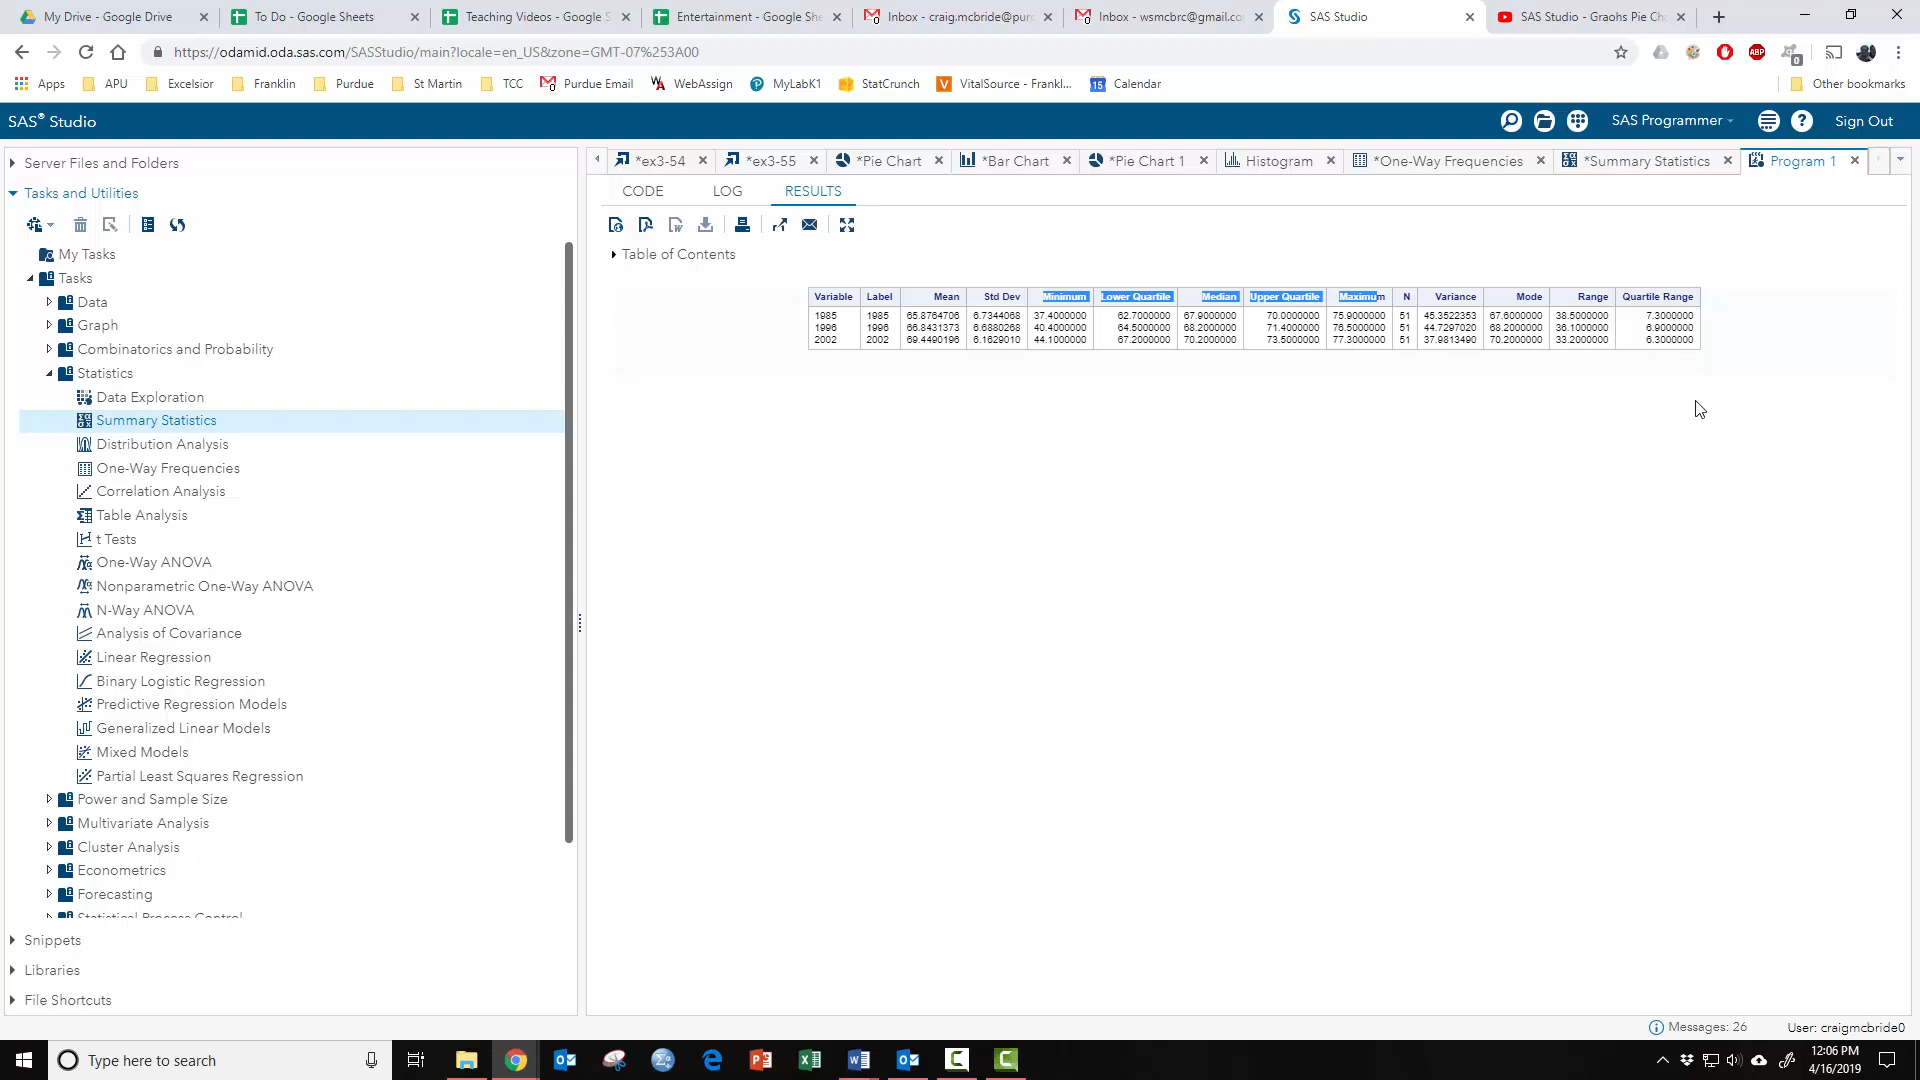 My Drive - Google Drive
To Do - Google Sheets
Teaching Videos - Google S
Entertainment - Google She
Inbox - craig.mcbride@purd
Inbox - wsmcbrc@gmail.co
SAS Studio
SAS Studio - Graohs Pie Ch
https://odamid.oda.sas.com/SASStudio/main?locale=en_US&zone=GMT-07%253A00
ABP
0
Apps APU Excelsior Franklin Purdue St Martin TCC Purdue Email WebAssign MyLabK1 StatCrunch VitalSource - Frankl... Calendar Other bookmarks
SAS® Studio
SAS Programmer
Sign Out
Server Files and Folders
Tasks and Utilities
My Tasks
Tasks
Data
Graph
Combinatorics and Probability
Statistics
Data Exploration
Summary Statistics
Distribution Analysis
One-Way Frequencies
Correlation Analysis
Table Analysis
t Tests
One-Way ANOVA
Nonparametric One-Way ANOVA
N-Way ANOVA
Analysis of Covariance
Linear Regression
Binary Logistic Regression
Predictive Regression Models
Generalized Linear Models
Mixed Models
Partial Least Squares Regression
Power and Sample Size
Multivariate Analysis
Cluster Analysis
Econometrics
Forecasting
Statistical Process Control
Snippets
Libraries
File Shortcuts
*ex3-54 *ex3-55 *Pie Chart *Bar Chart *Pie Chart 1 Histogram *One-Way Frequencies *Summary Statistics Program 1
CODE LOG RESULTS
Table of Contents
Variable Label Mean Std Dev Minimum Lower Quartile Median Upper Quartile Maximum N Variance Mode Range Quartile Range
1985 1985 65.8764706 6.7344068 37.4000000 62.7000000 67.9000000 70.0000000 75.9000000 51 45.3522353 67.6000000 38.5000000 7.3000000
1996 1996 66.8431373 6.6880268 40.4000000 64.5000000 68.2000000 71.4000000 76.5000000 51 44.7297020 68.2000000 36.1000000 6.9000000
2002 2002 69.4490196 6.1629010 44.1000000 67.2000000 70.2000000 73.5000000 77.3000000 51 37.9813490 70.2000000 33.2000000 6.3000000
Messages: 26
User: craigmcbride0
Type here to search
12:06 PM
4/16/2019